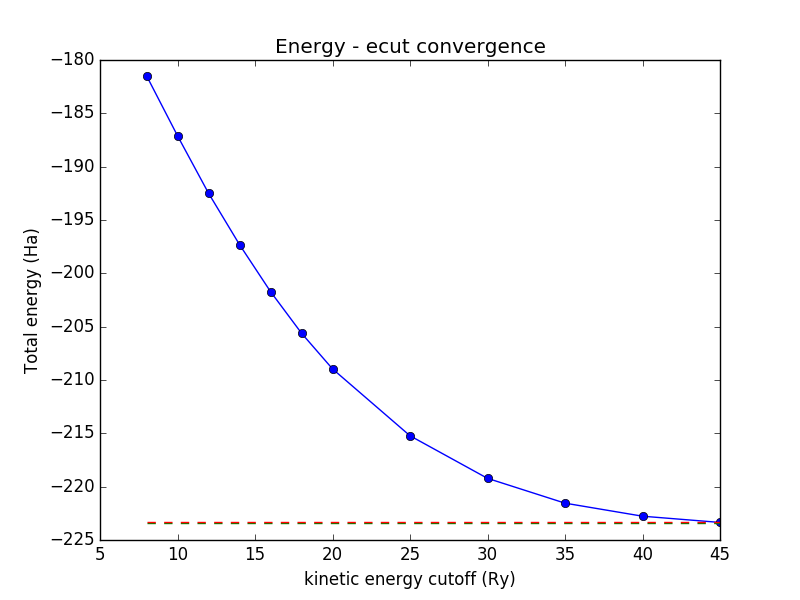 Energy - ecut convergence
−180
−185
−190
−195
−200
−205
−210
−215
−220
−225
Total energy (Ha)
5 10 15 20 25 30 35 40 45
kinetic energy cutoff (Ry)